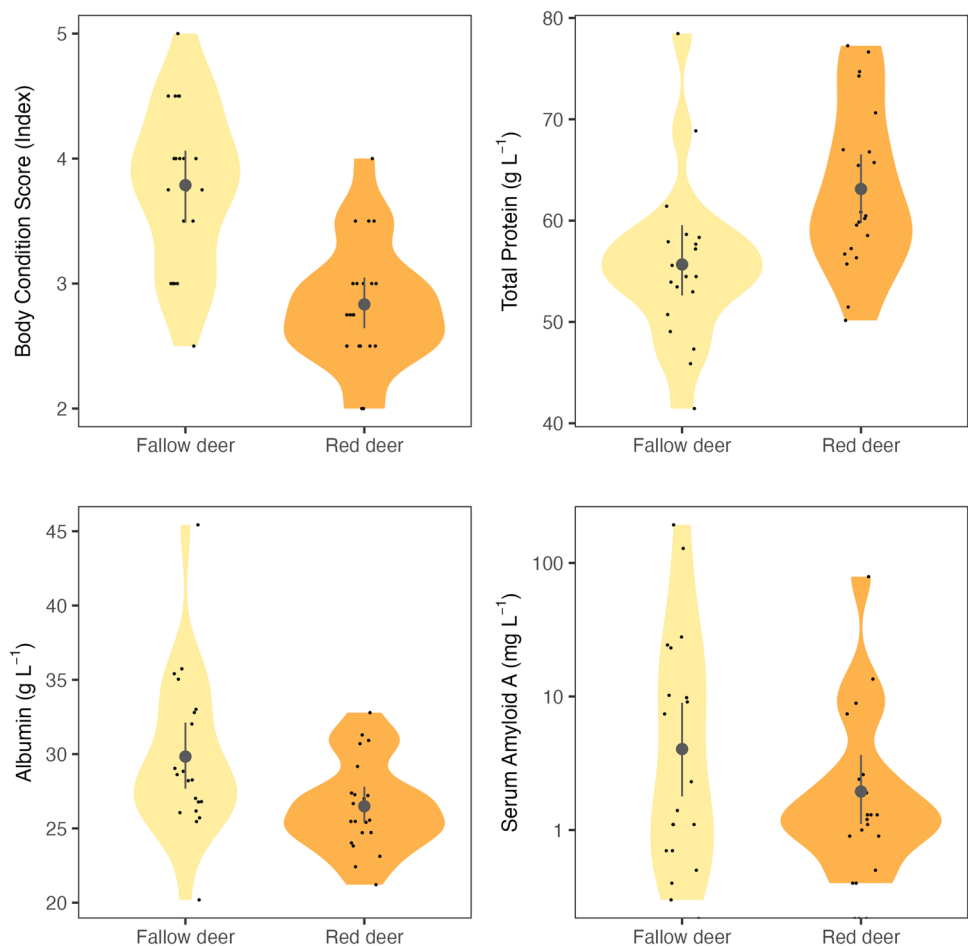 Body Condition Score (Index)
5
4
3
2
Fallow deer
Red deer
Total Protein (g L⁻¹)
80
70
60
50
40
Fallow deer
Red deer
Albumin (g L⁻¹)
45
40
35
30
25
20
Fallow deer
Red deer
Serum Amyloid A (mg L⁻¹)
100
10
1
Fallow deer
Red deer